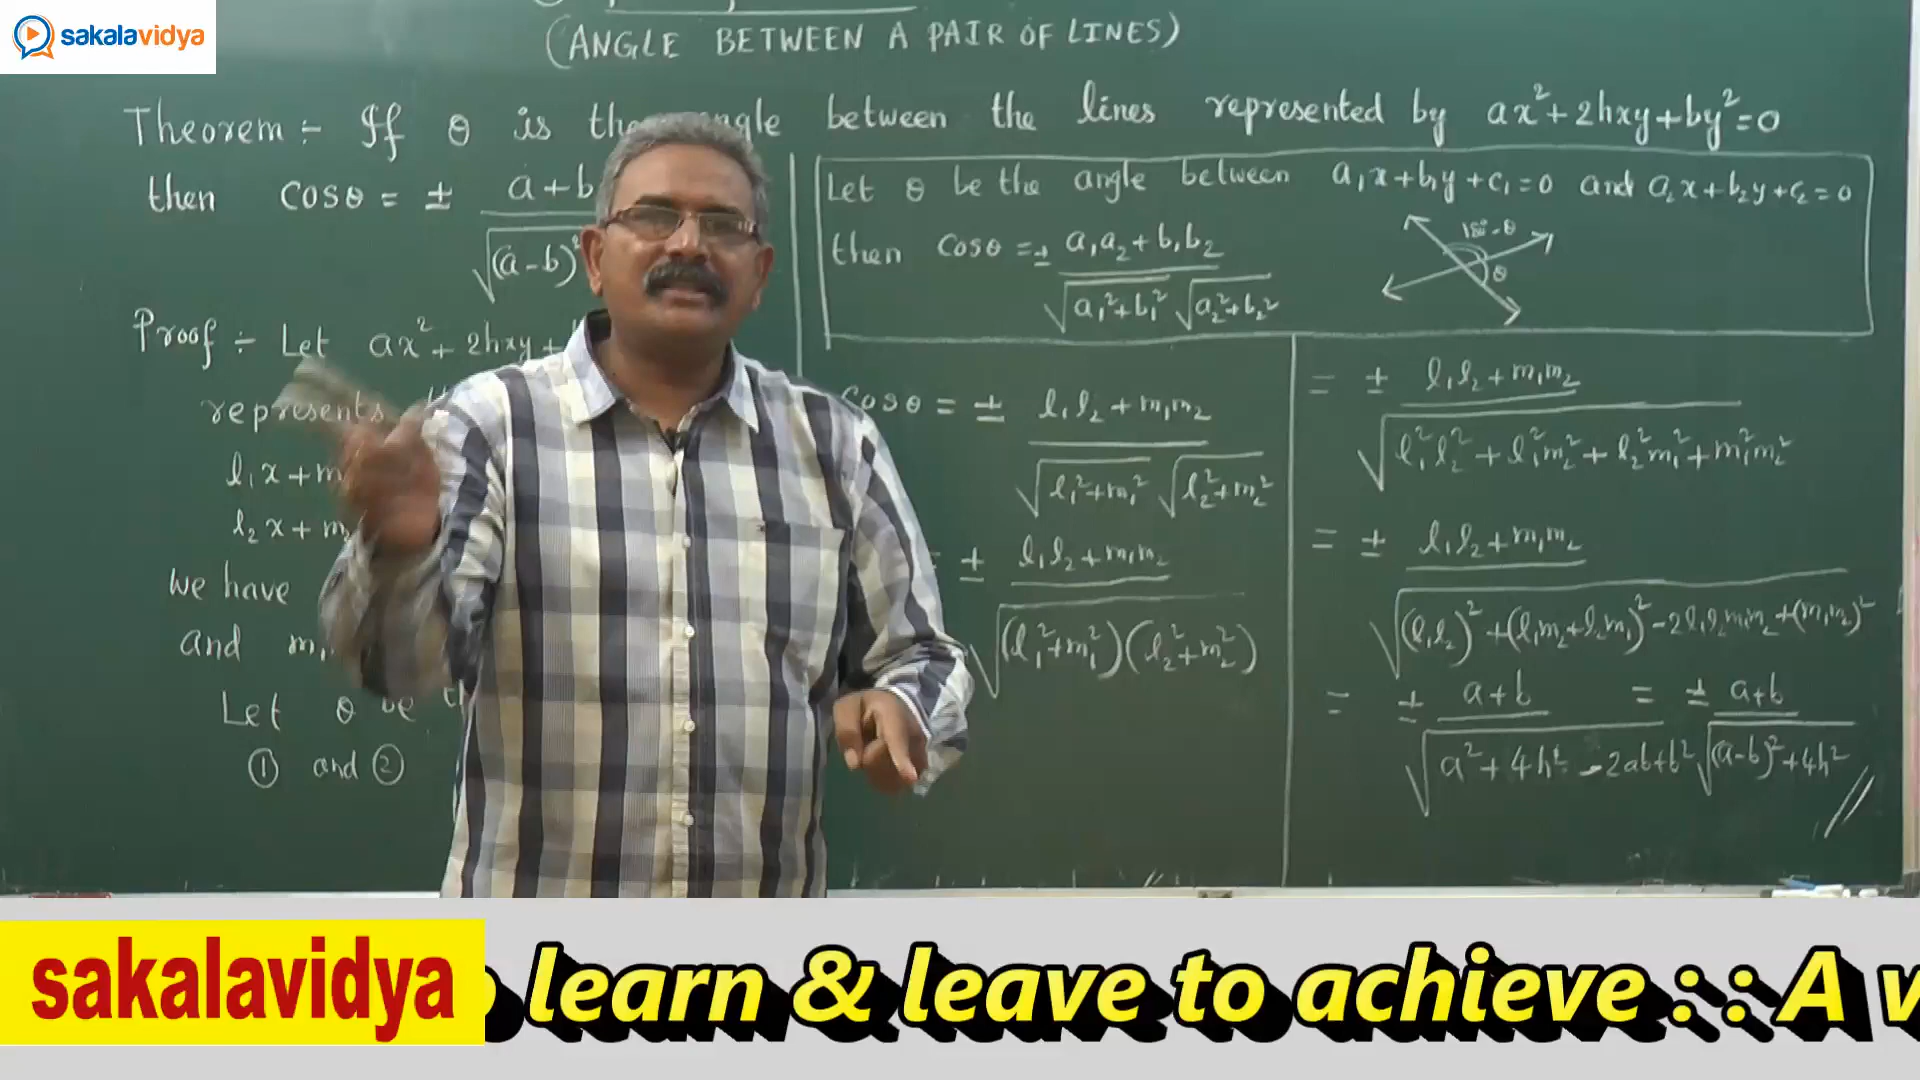 sakalavidya
(ANGLE BETWEEN A PAIR OF LINES)
Theorem :- If θ is the angle between the lines represented by ax²+2hxy+by²=0
then cosθ = ± a+b
√(a-b)²
Let θ be the angle between a₁x+b₁y+c₁=0 and a₂x+b₂y+c₂=0
then cosθ = ± a₁a₂+b₁b₂
√a₁²+b₁² √a₂²+b₂²
180°-θ
θ
Proof :- Let ax²+2hxy+
represents
l₁x+m₁
l₂x+m₂
we have
and m₁
Let θ be
① and ②
cosθ = ± l₁l₂+m₁m₂
√l₁²+m₁² √l₂²+m₂²
= ± l₁l₂+m₁m₂
√(l₁²+m₁²)(l₂²+m₂²)
= ± l₁l₂+m₁m₂
√l₁²l₂²+l₁²m₂²+l₂²m₁²+m₁²m₂²
= ± l₁l₂+m₁m₂
√(l₁l₂)²+(l₁m₂+l₂m₁)²-2l₁l₂m₁m₂+(m₁m₂)²
= ± a+b = ± a+b
√a²+4h²-2ab+b² √(a-b)²+4h²
sakalavidya
learn & leave to achieve : : A